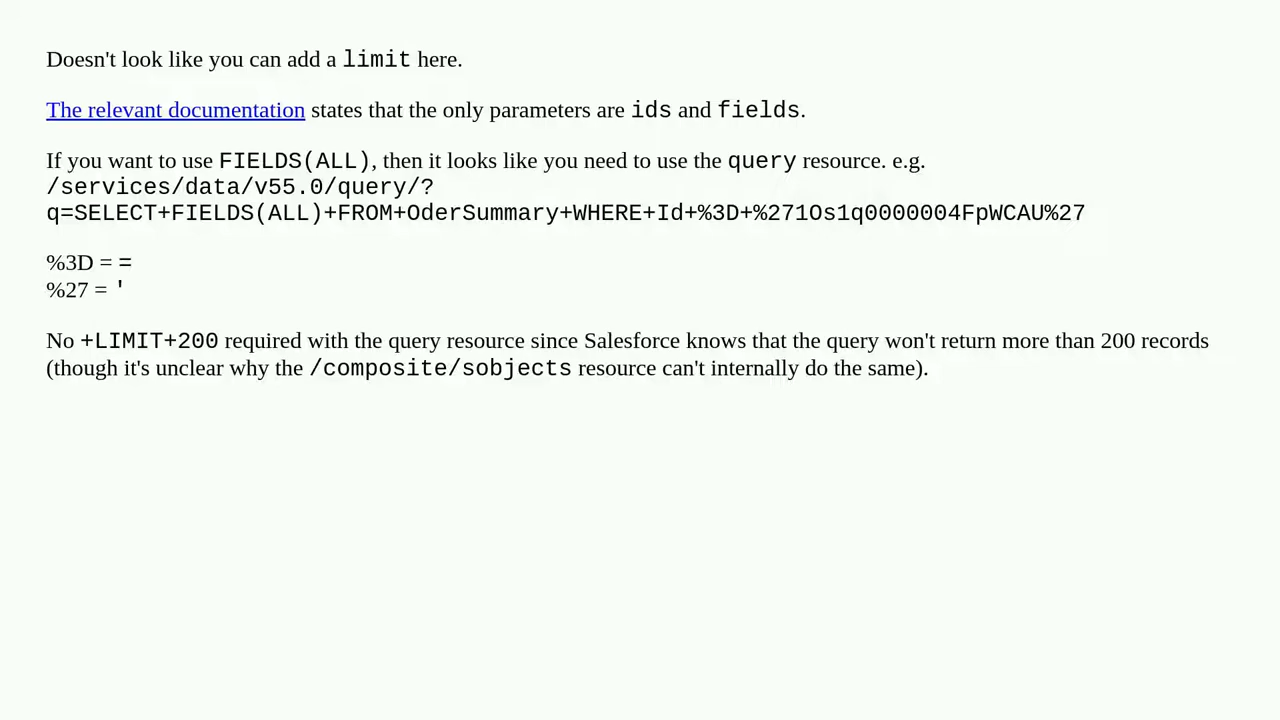 Doesn't look like you can add a limit here.
The relevant documentation states that the only parameters are ids and fields.
If you want to use FIELDS(ALL), then it looks like you need to use the query resource. e.g.
/services/data/v55.0/query/?
q=SELECT+FIELDS(ALL)+FROM+OderSummary+WHERE+Id+%3D+%271Os1q0000004FpWCAU%27
%3D = =
%27 = '
No +LIMIT+200 required with the query resource since Salesforce knows that the query won't return more than 200 records
(though it's unclear why the /composite/sobjects resource can't internally do the same).